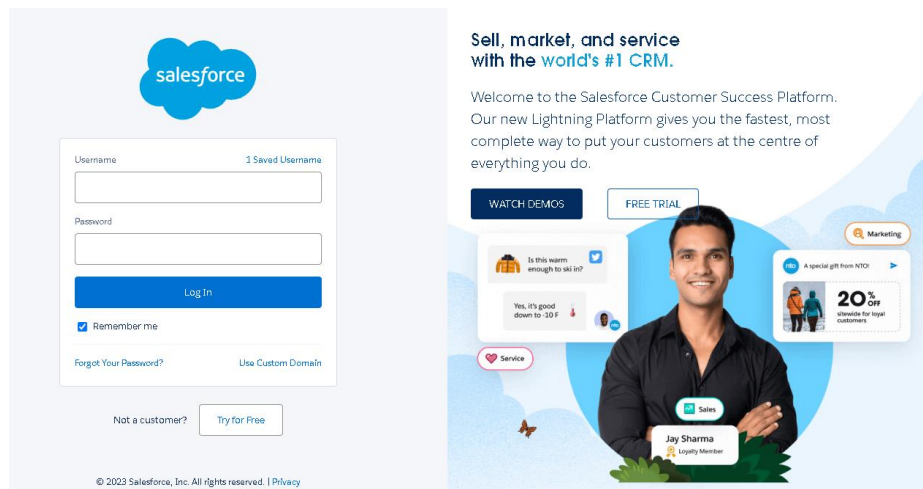 salesforce
Username
1 Saved Username
Password
Log In
Remember me
Forgot Your Password?
Use Custom Domain
Not a customer?
Try for Free
© 2023 Salesforce, Inc. All rights reserved. | Privacy
Sell, market, and service
with the world's #1 CRM.
Welcome to the Salesforce Customer Success Platform.
Our new Lightning Platform gives you the fastest, most
complete way to put your customers at the centre of
everything you do.
WATCH DEMOS
FREE TRIAL
Is this warm
enough to ski in?
Yes, it's good
down to -10 F
nto
Service
Marketing
nto
A special gift from NTO!
20% OFF
sitewide for loyal
customers
Sales
Jay Sharma
Loyalty Member